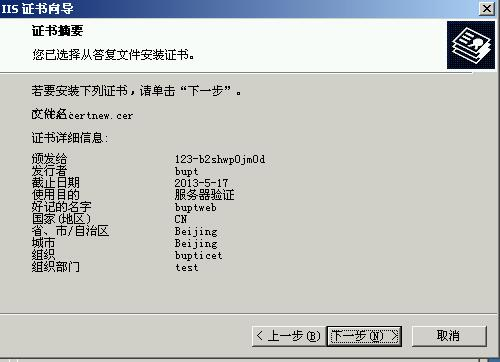 IIS 证书向导
证书摘要
您已选择从答复文件安装证书。
若要安装下列证书，请单击“下一步”。
文件名:certnew.cer
证书详细信息:
颁发给 123-b2shwp0jm0d
发行者 bupt
截止日期 2013-5-17
使用目的 服务器验证
好记的名字 buptweb
国家(地区) CN
省、市/自治区 Beijing
城市 Beijing
组织 bupticet
组织部门 test
< 上一步(B) 下一步(N) > 取消